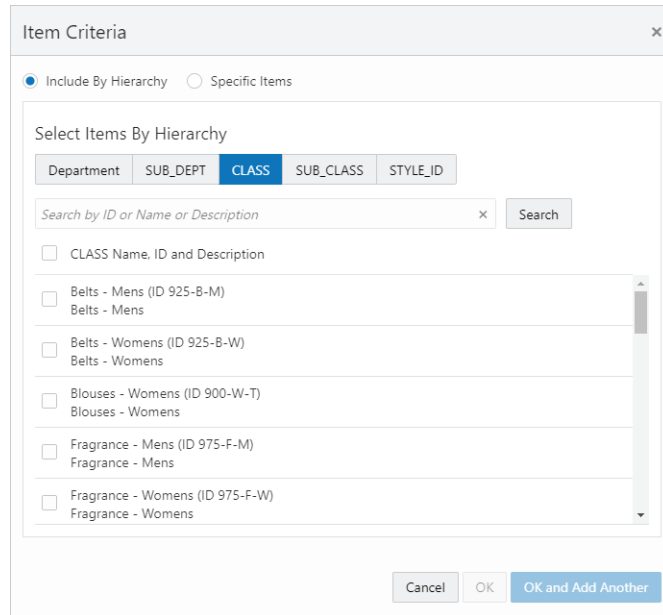 Item Criteria
Include By Hierarchy Specific Items
Select Items By Hierarchy
Department SUB_DEPT CLASS SUB_CLASS STYLE_ID
Search by ID or Name or Description Search
CLASS Name, ID and Description
Belts - Mens (ID 925-B-M)
Belts - Mens
Belts - Womens (ID 925-B-W)
Belts - Womens
Blouses - Womens (ID 900-W-T)
Blouses - Womens
Fragrance - Mens (ID 975-F-M)
Fragrance - Mens
Fragrance - Womens (ID 975-F-W)
Fragrance - Womens
Cancel OK OK and Add Another